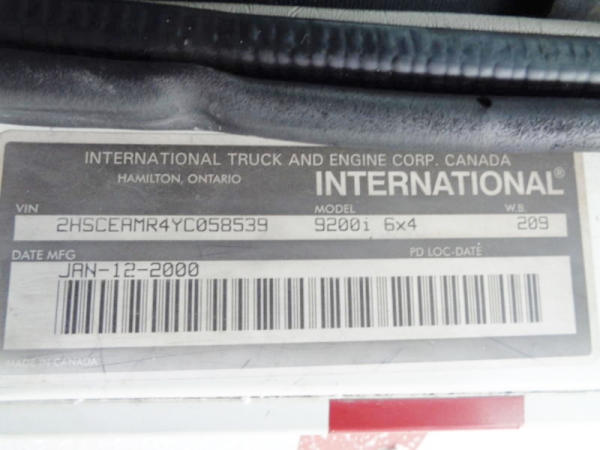 INTERNATIONAL TRUCK AND ENGINE CORP. CANADA
HAMILTON, ONTARIO INTERNATIONAL®
VIN MODEL W.B.
2HSCEAMR4YC058539 9200i 6x4 209
DATE MFG PD LOC-DATE
JAN-12-2000
MADE IN CANADA